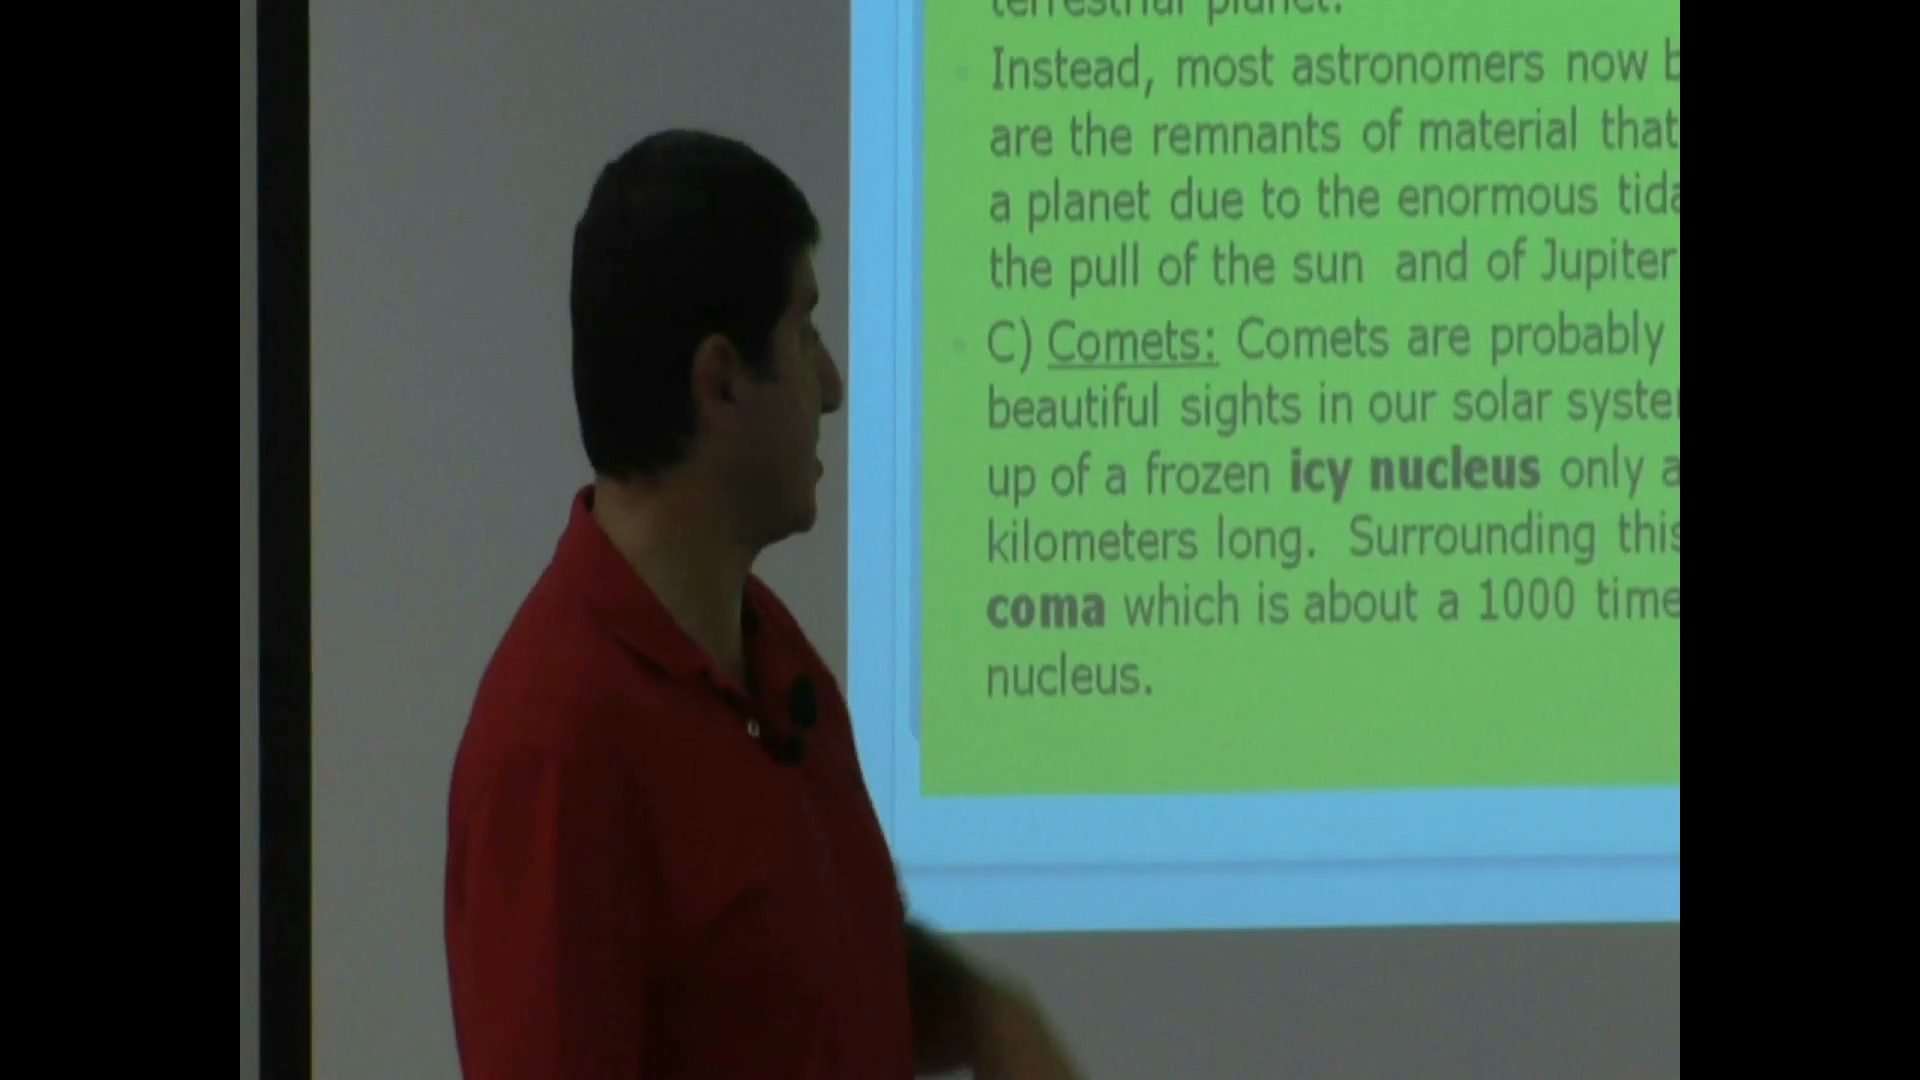 terrestrial planet.
Instead, most astronomers now b
are the remnants of material that
a planet due to the enormous tida
the pull of the sun and of Jupiter
C) Comets: Comets are probably
beautiful sights in our solar syste
up of a frozen icy nucleus only a
kilometers long. Surrounding this
coma which is about a 1000 time
nucleus.